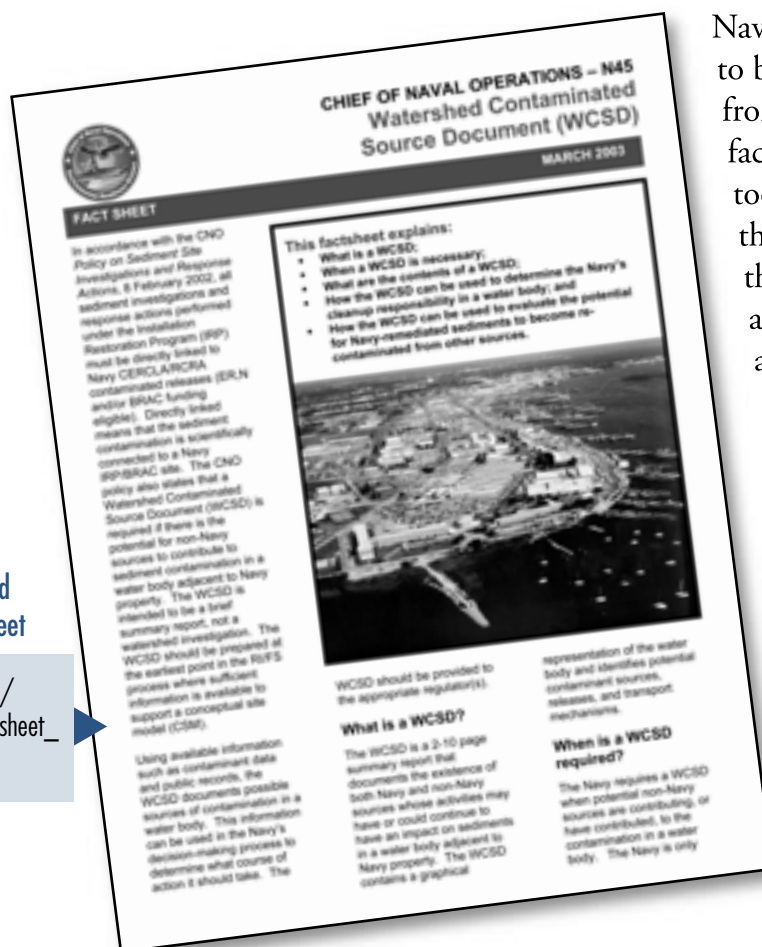 CHIEF OF NAVAL OPERATIONS – N45
Watershed Contaminated
Source Document (WCSD)
MARCH 2003
FACT SHEET
In accordance with the CNO
Policy on Sediment Site
Investigations and Response
Actions, 8 February 2002, all
sediment investigations and
response actions performed
under the Installation
Restoration Program (IRP)
must be directly linked to
Navy CERCLA/RCRA
contaminated releases (ER,N
and/or BRAC funding
eligible). Directly linked
means that the sediment
contamination is scientifically
connected to a Navy
IRP/BRAC site. The CNO
policy also states that a
Watershed Contaminated
Source Document (WCSD) is
required if there is the
potential for non-Navy
sources to contribute to
sediment contamination in a
water body adjacent to Navy
property. The WCSD is
intended to be a brief
summary report, not a
watershed investigation. The
WCSD should be prepared at
the earliest point in the RI/FS
process where sufficient
information is available to
support a conceptual site
model (CSM).
Using available information
such as contaminant data
and public records, the
WCSD documents possible
sources of contamination in a
water body. This information
can be used in the Navy's
decision-making process to
determine what course of
action it should take. The
This factsheet explains:
• What is a WCSD;
• When a WCSD is necessary;
• What are the contents of a WCSD;
• How the WCSD can be used to determine the Navy's
cleanup responsibility in a water body; and
• How the WCSD can be used to evaluate the potential
for Navy-remediated sediments to become re-
contaminated from other sources.
WCSD should be provided to
the appropriate regulator(s).
What is a WCSD?
The WCSD is a 2-10 page
summary report that
documents the existence of
both Navy and non-Navy
sources whose activities may
have or could continue to
have an impact on sediments
in a water body adjacent to
Navy property. The WCSD
contains a graphical
representation of the water
body and identifies potential
contaminant sources,
releases, and transport
mechanisms.
When is a WCSD
required?
The Navy requires a WCSD
when potential non-Navy
sources are contributing, or
have contributed, to the
contamination in a water
body. The Navy is only
Nav
to b
fro
fac
too
th
th
a
a
d
eet
/
sheet_